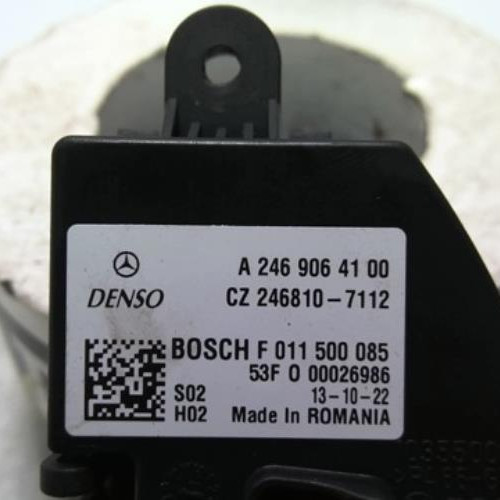 A 246 906 41 00
DENSO CZ 246810-7112
BOSCH F 011 500 085
53F O 00026986
S02 13-10-22
H02 Made In ROMANIA